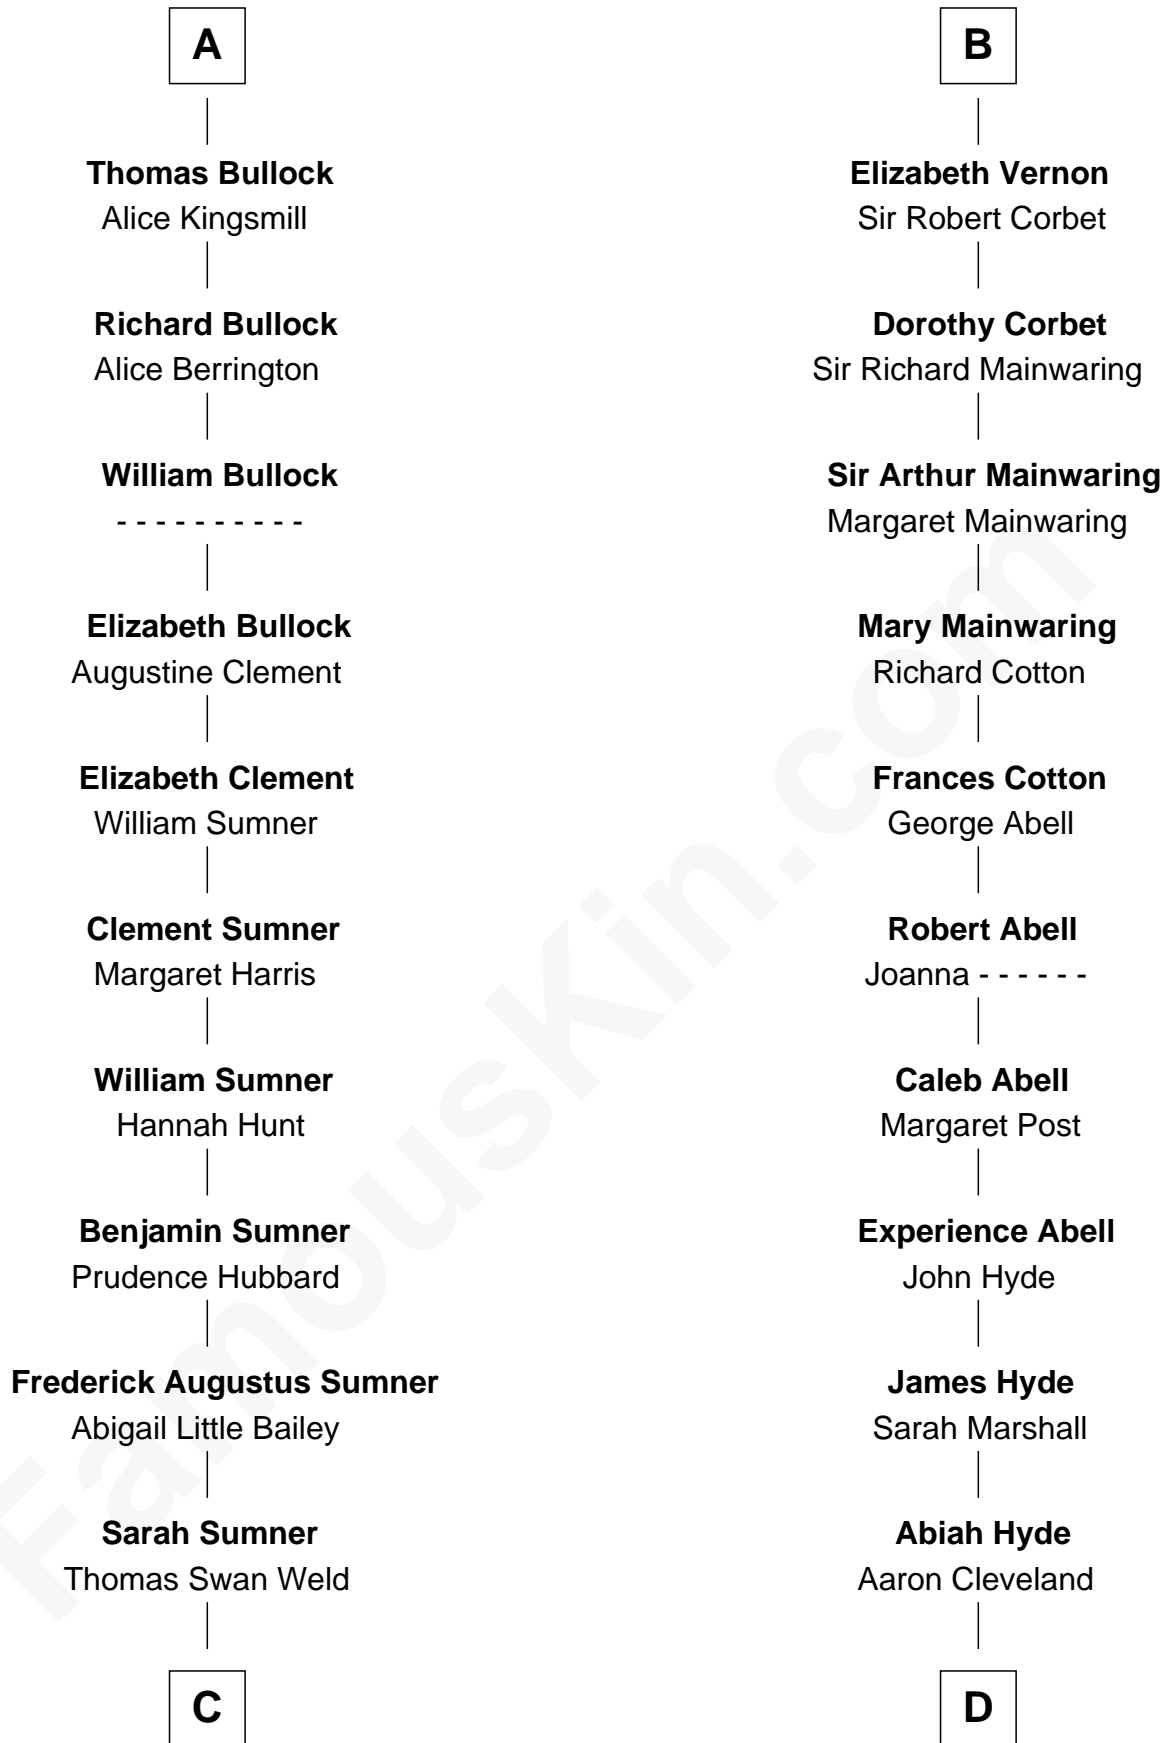 A
Thomas Bullock
Alice Kingsmill
Richard Bullock
Alice Berrington
William Bullock
- - - - - - - - - -
Elizabeth Bullock
Augustine Clement
Elizabeth Clement
William Sumner
Clement Sumner
Margaret Harris
William Sumner
Hannah Hunt
Benjamin Sumner
Prudence Hubbard
Frederick Augustus Sumner
Abigail Little Bailey
Sarah Sumner
Thomas Swan Weld
C
B
Elizabeth Vernon
Sir Robert Corbet
Dorothy Corbet
Sir Richard Mainwaring
Sir Arthur Mainwaring
Margaret Mainwaring
Mary Mainwaring
Richard Cotton
Frances Cotton
George Abell
Robert Abell
Joanna - - - - - -
Caleb Abell
Margaret Post
Experience Abell
John Hyde
James Hyde
Sarah Marshall
Abiah Hyde
Aaron Cleveland
D
FamousKin.com